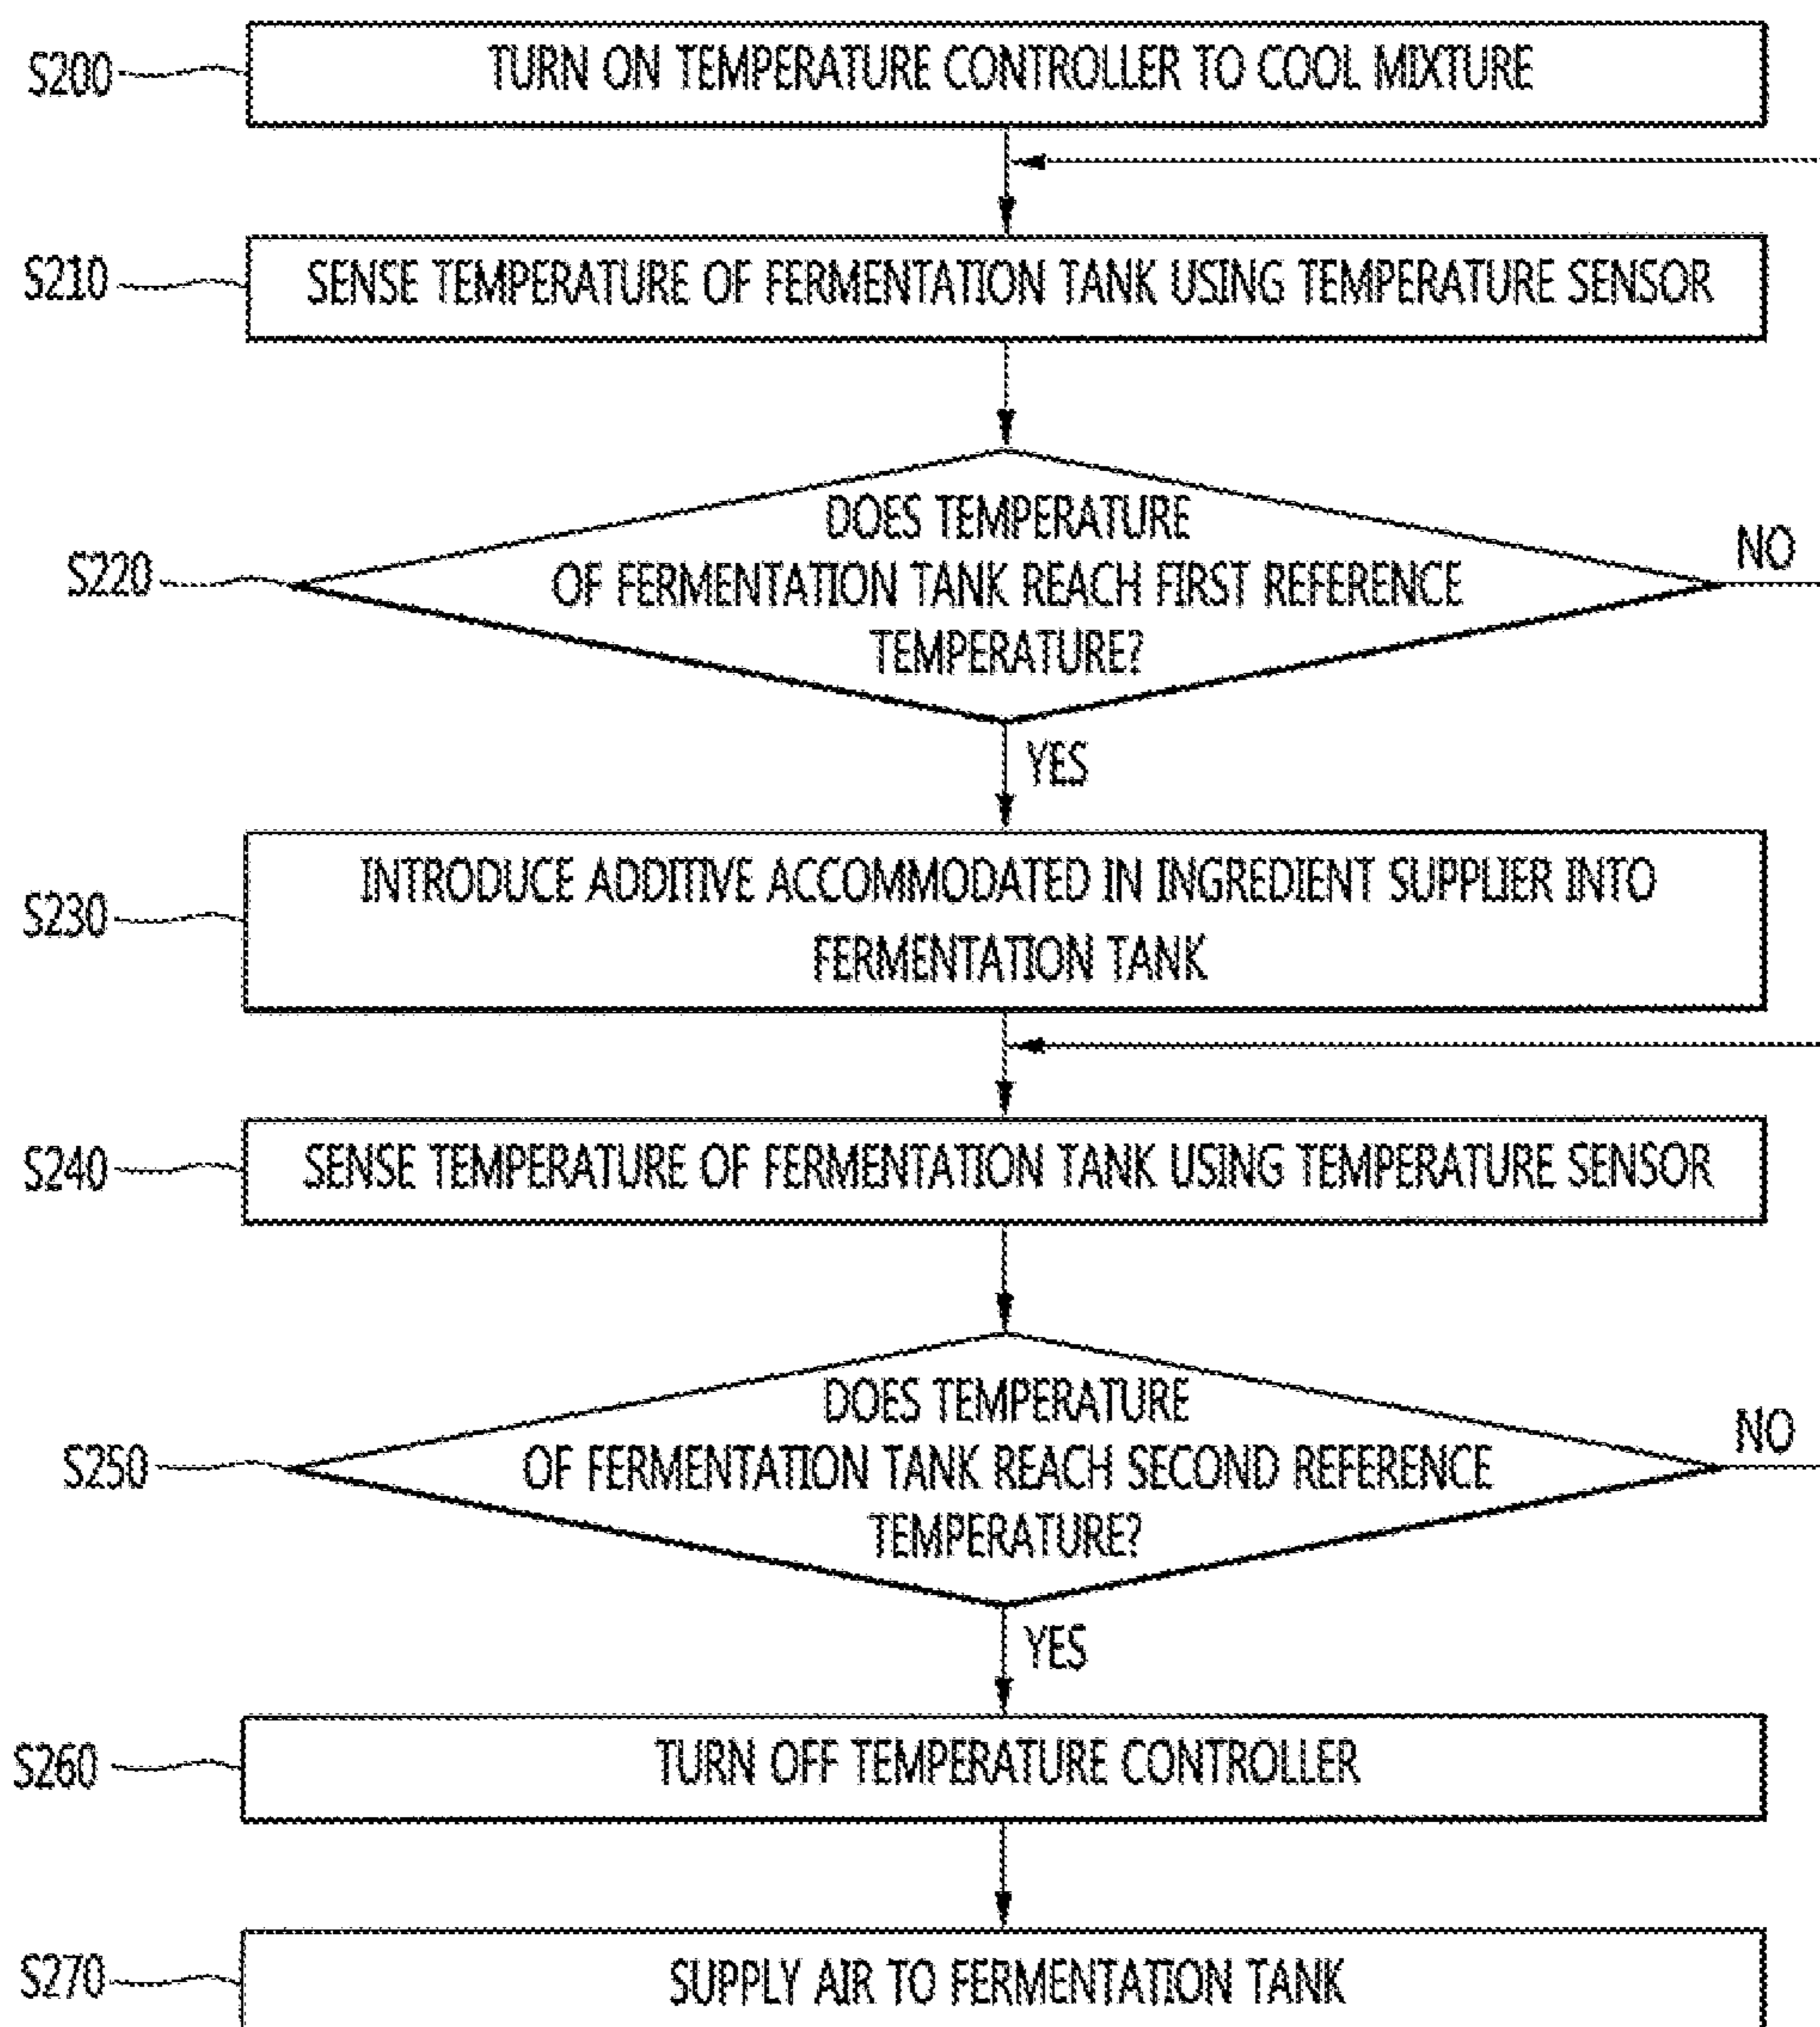 S200
TURN ON TEMPERATURE CONTROLLER TO COOL MIXTURE
S210
SENSE TEMPERATURE OF FERMENTATION TANK USING TEMPERATURE SENSOR
S220
DOES TEMPERATURE
OF FERMENTATION TANK REACH FIRST REFERENCE
TEMPERATURE?
NO
YES
S230
INTRODUCE ADDITIVE ACCOMMODATED IN INGREDIENT SUPPLIER INTO
FERMENTATION TANK
S240
SENSE TEMPERATURE OF FERMENTATION TANK USING TEMPERATURE SENSOR
S250
DOES TEMPERATURE
OF FERMENTATION TANK REACH SECOND REFERENCE
TEMPERATURE?
NO
YES
S260
TURN OFF TEMPERATURE CONTROLLER
S270
SUPPLY AIR TO FERMENTATION TANK